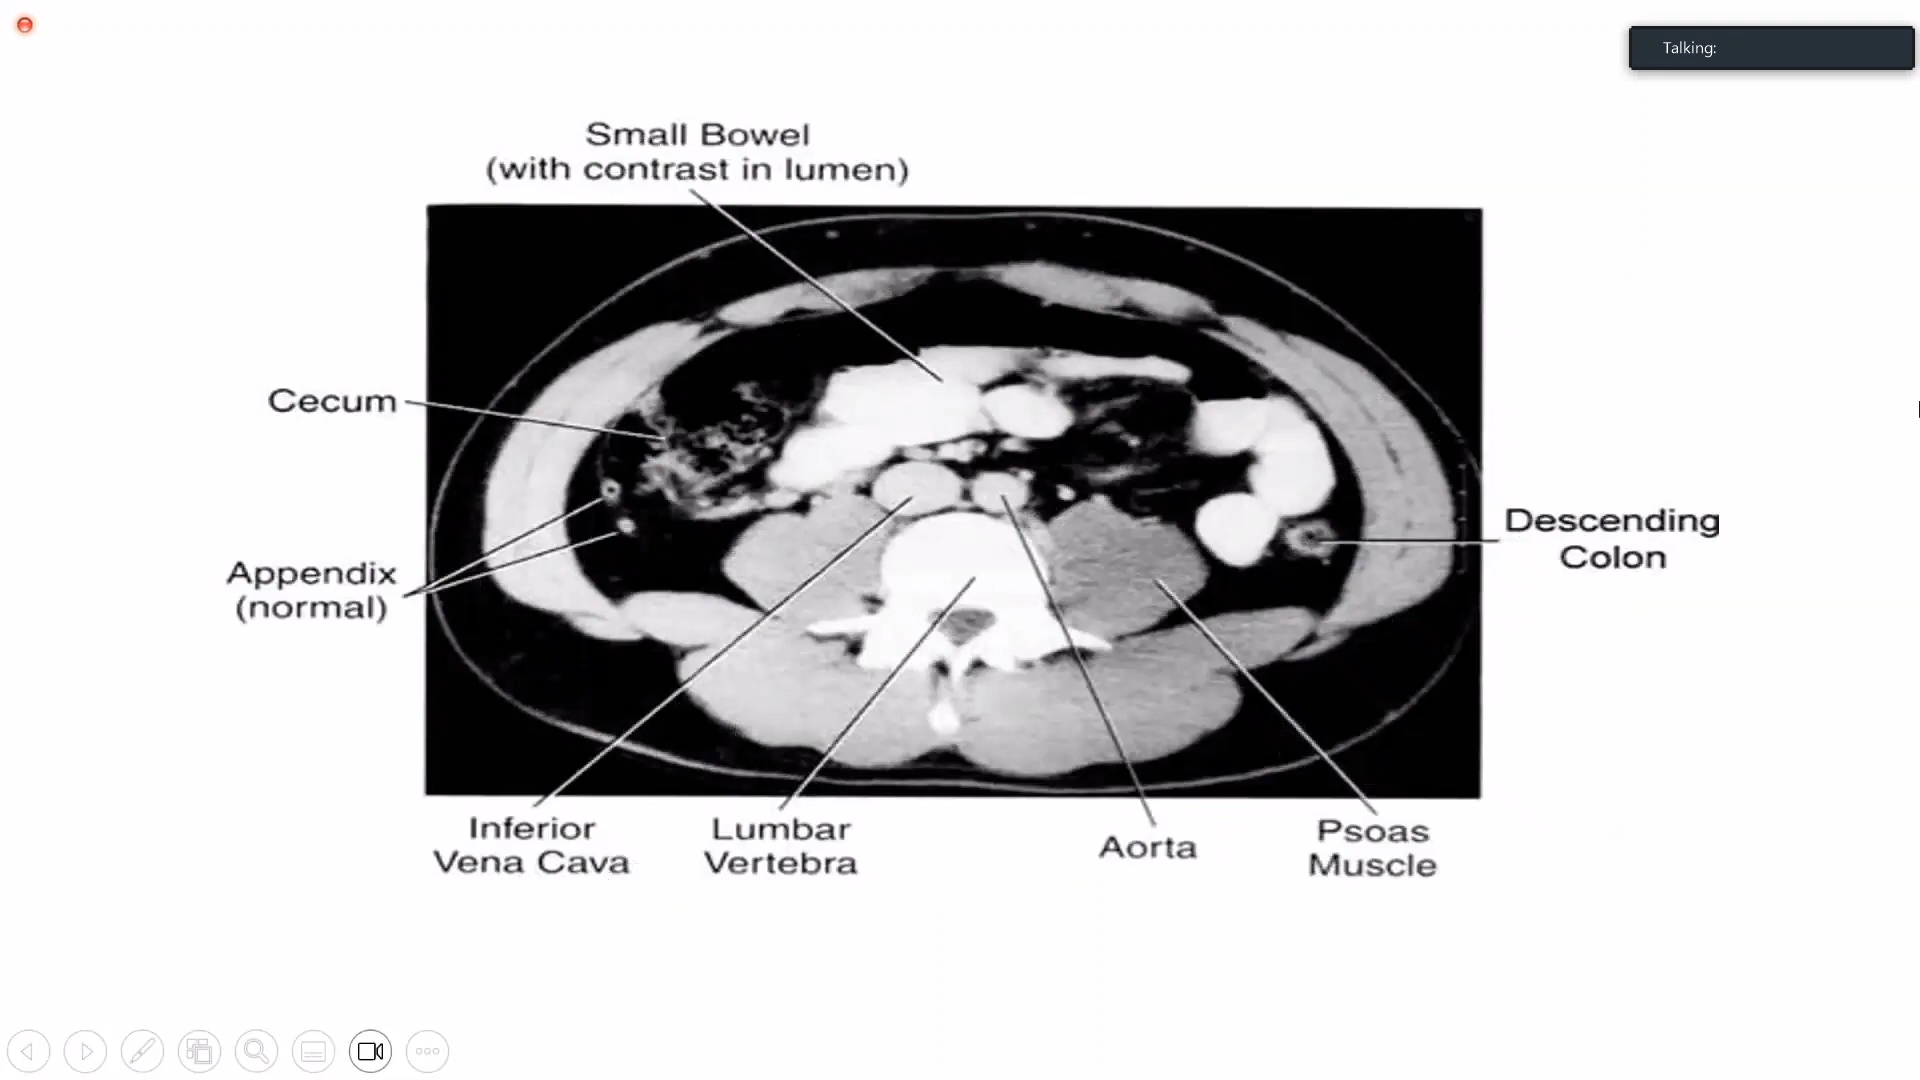 Talking:
Small Bowel
(with contrast in lumen)
Cecum
Appendix
(normal)
Descending
Colon
Inferior
Vena Cava
Lumbar
Vertebra
Aorta
Psoas
Muscle